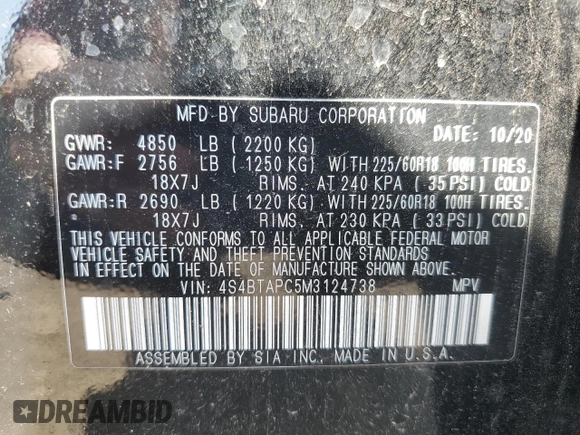 MFD. BY SUBARU CORPORATION
DATE: 10/20
GVWR: 4850 LB (2200 KG)
GAWR:F 2756 LB (1250 KG) WITH 225/60R18 100H TIRES.
18X7J RIMS. AT 240 KPA (35 PSI) COLD
GAWR:R 2690 LB (1220 KG) WITH 225/60R18 100H TIRES.
" 18X7J RIMS. AT 230 KPA (33 PSI) COLD
THIS VEHICLE CONFORMS TO ALL APPLICABLE FEDERAL MOTOR
VEHICLE SAFETY AND THEFT PREVENTION STANDARDS
IN EFFECT ON THE DATE OF MANUFACTURE SHOWN ABOVE.
VIN: 4S4BTAPC5M3124738 MPV
ASSEMBLED BY SIA INC. MADE IN U.S.A.
DREAMBID